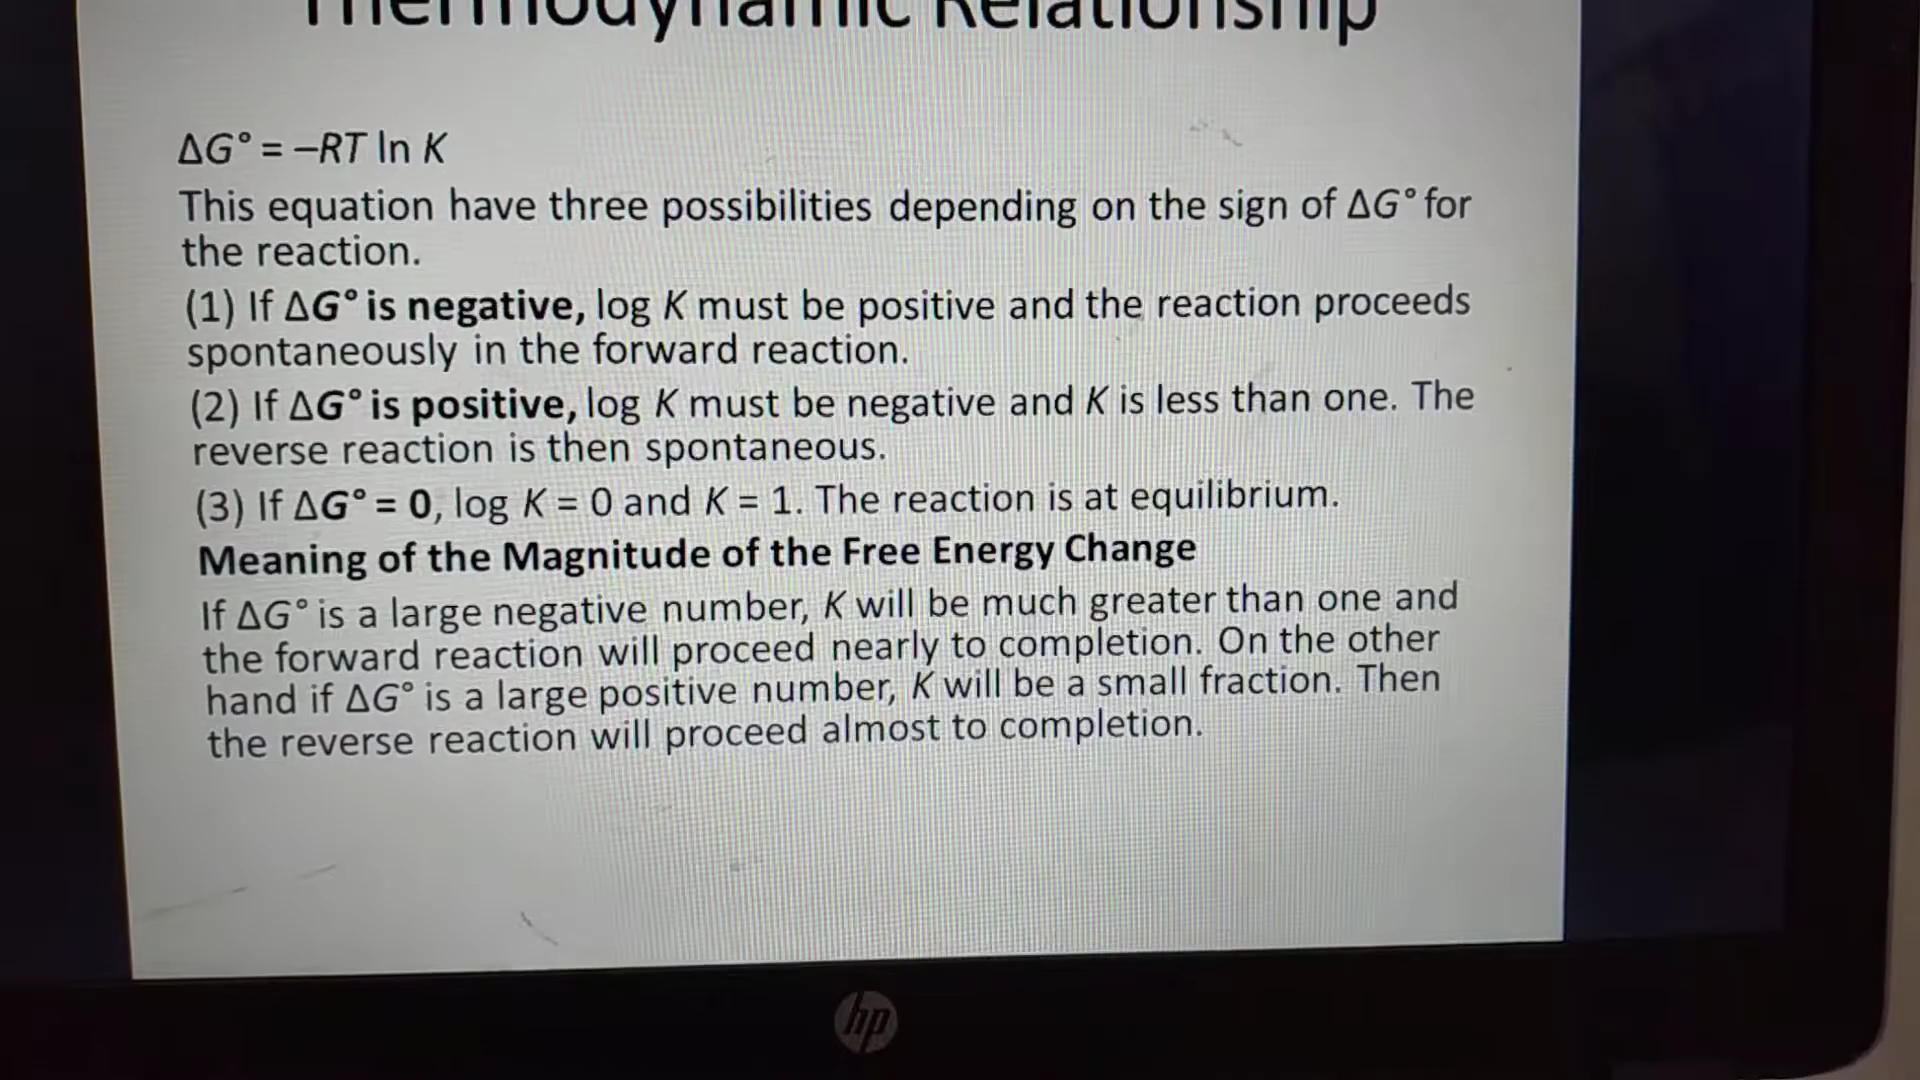 Thermodynamic Relationship
ΔG° = –RT ln K
This equation have three possibilities depending on the sign of ΔG° for
the reaction.
(1) If ΔG° is negative, log K must be positive and the reaction proceeds
spontaneously in the forward reaction.
(2) If ΔG° is positive, log K must be negative and K is less than one. The
reverse reaction is then spontaneous.
(3) If ΔG° = 0, log K = 0 and K = 1. The reaction is at equilibrium.
Meaning of the Magnitude of the Free Energy Change
If ΔG° is a large negative number, K will be much greater than one and
the forward reaction will proceed nearly to completion. On the other
hand if ΔG° is a large positive number, K will be a small fraction. Then
the reverse reaction will proceed almost to completion.
hp